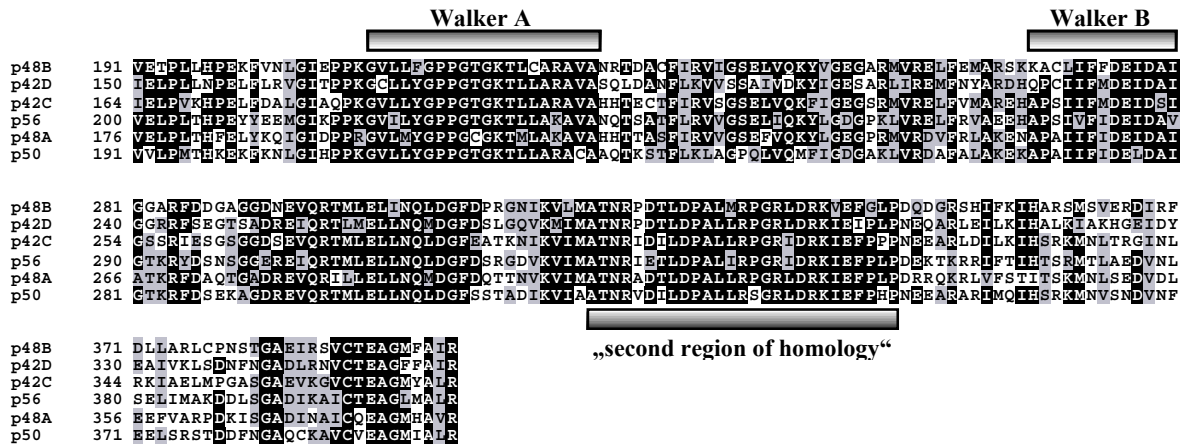 Walker A Walker B
p48B 191 VETPLLHPEKFVNLGIEPPKGVLLFGPPGTGKTLCARAVANRTDACFIRVIGSELVQKYVGEGARMVRELFEMARSKKACLIFFDEIDAI
p42D 150 IELPLLNPELFLRVGITPPKGCLLYGPPGTGKTLLARAVASQLDANFLKVVSSAIVDKYIGESARLIREMFNYARDHQPCIIFMDEIDAI
p42C 164 IELPVKHPELFDALGIAQPKGVLLYGPPGTGKTLLARAVAHHTECTFIRVSGSELVQKFIGEGSRMVRELFVMAREHAPSIIFMDEIDSI
p56 200 VELPLTHPEYYEEMGIKPPKGVILYGPPGTGKTLLAKAVANQTSATFLRVVGSELIQKYLGDGPKLVRELFRVAEEHAPSIVFIDEIDAV
p48A 176 VELPLTHFELYKQIGIDPPRGVLMYGPPGCGKTMLAKAVAHHTTASFIRVVGSEFVQKYLGEGPRMVRDVFRLAKENAPAIIFIDEIDAI
p50 191 VVLPMTHKEKFKNLGIHPPKGVLLYGPPGTGKTLLARACAAQTKSTFLKLAGPQLVQMFIGDGAKLVRDAFALAKEKAPAIIFIDELDAI
p48B 281 GGARFDDGAGGDNEVQRTMLELINQLDGFDPRGNIKVLMATNRPDTLDPALMRPGRLDRKVEFGLPDQDGRSHIFKIHARSMSVERDIRF
p42D 240 GGRRFSEGTSADREIQRTLMELLNQMDGFDSLGQVKMIMATNRPDTLDPALLRPGRLDRKIEIPLPNEQARLEILKIHALKIAKHGEIDY
p42C 254 GSSRIESGSGGDSEVQRTMLELLNQLDGFEATKNIKVIMATNRIDILDPALLRPGRIDRKIEFPPPNEEARLDILKIHSRKMNLTRGINL
p56 290 GTKRYDSNSGGEREIQRTMLELLNQLDGFDSRGDVKVIMATNRIETLDPALIRPGRIDRKIEFPLPDEKTKRRIFTIHTSRMTLAEDVNL
p48A 266 ATKRFDAQTGADREVQRILLELLNQMDGFDQTTNVKVIMATNRADTLDPALLRPGRLDRKIEFPLPDRRQKRLVFSTITSKMNLSEDVDL
p50 281 GTKRFDSEKAGDREVQRTMLELLNQLDGFSSTADIKVIAATNRVDILDPALLRSGRLDRKIEFPHPNEEARARIMQIHSRKMNVSNDVNF
„second region of homology“
p48B 371 DLLARLCPNSTGAEIRSVCTEAGMFAIR
p42D 330 EAIVKLSDNFNGADLRNVCTEAGFFAIR
p42C 344 RKIAELMPGASGAEVKGVCTEAGMYALR
p56 380 SELIMAKDDLSGADIKAICTEAGLMALR
p48A 356 EEFVARPDKISGADINAICQEAGMHAVR
p50 371 EELSRSTDDFNGAQCKAVCVEAGMIALR